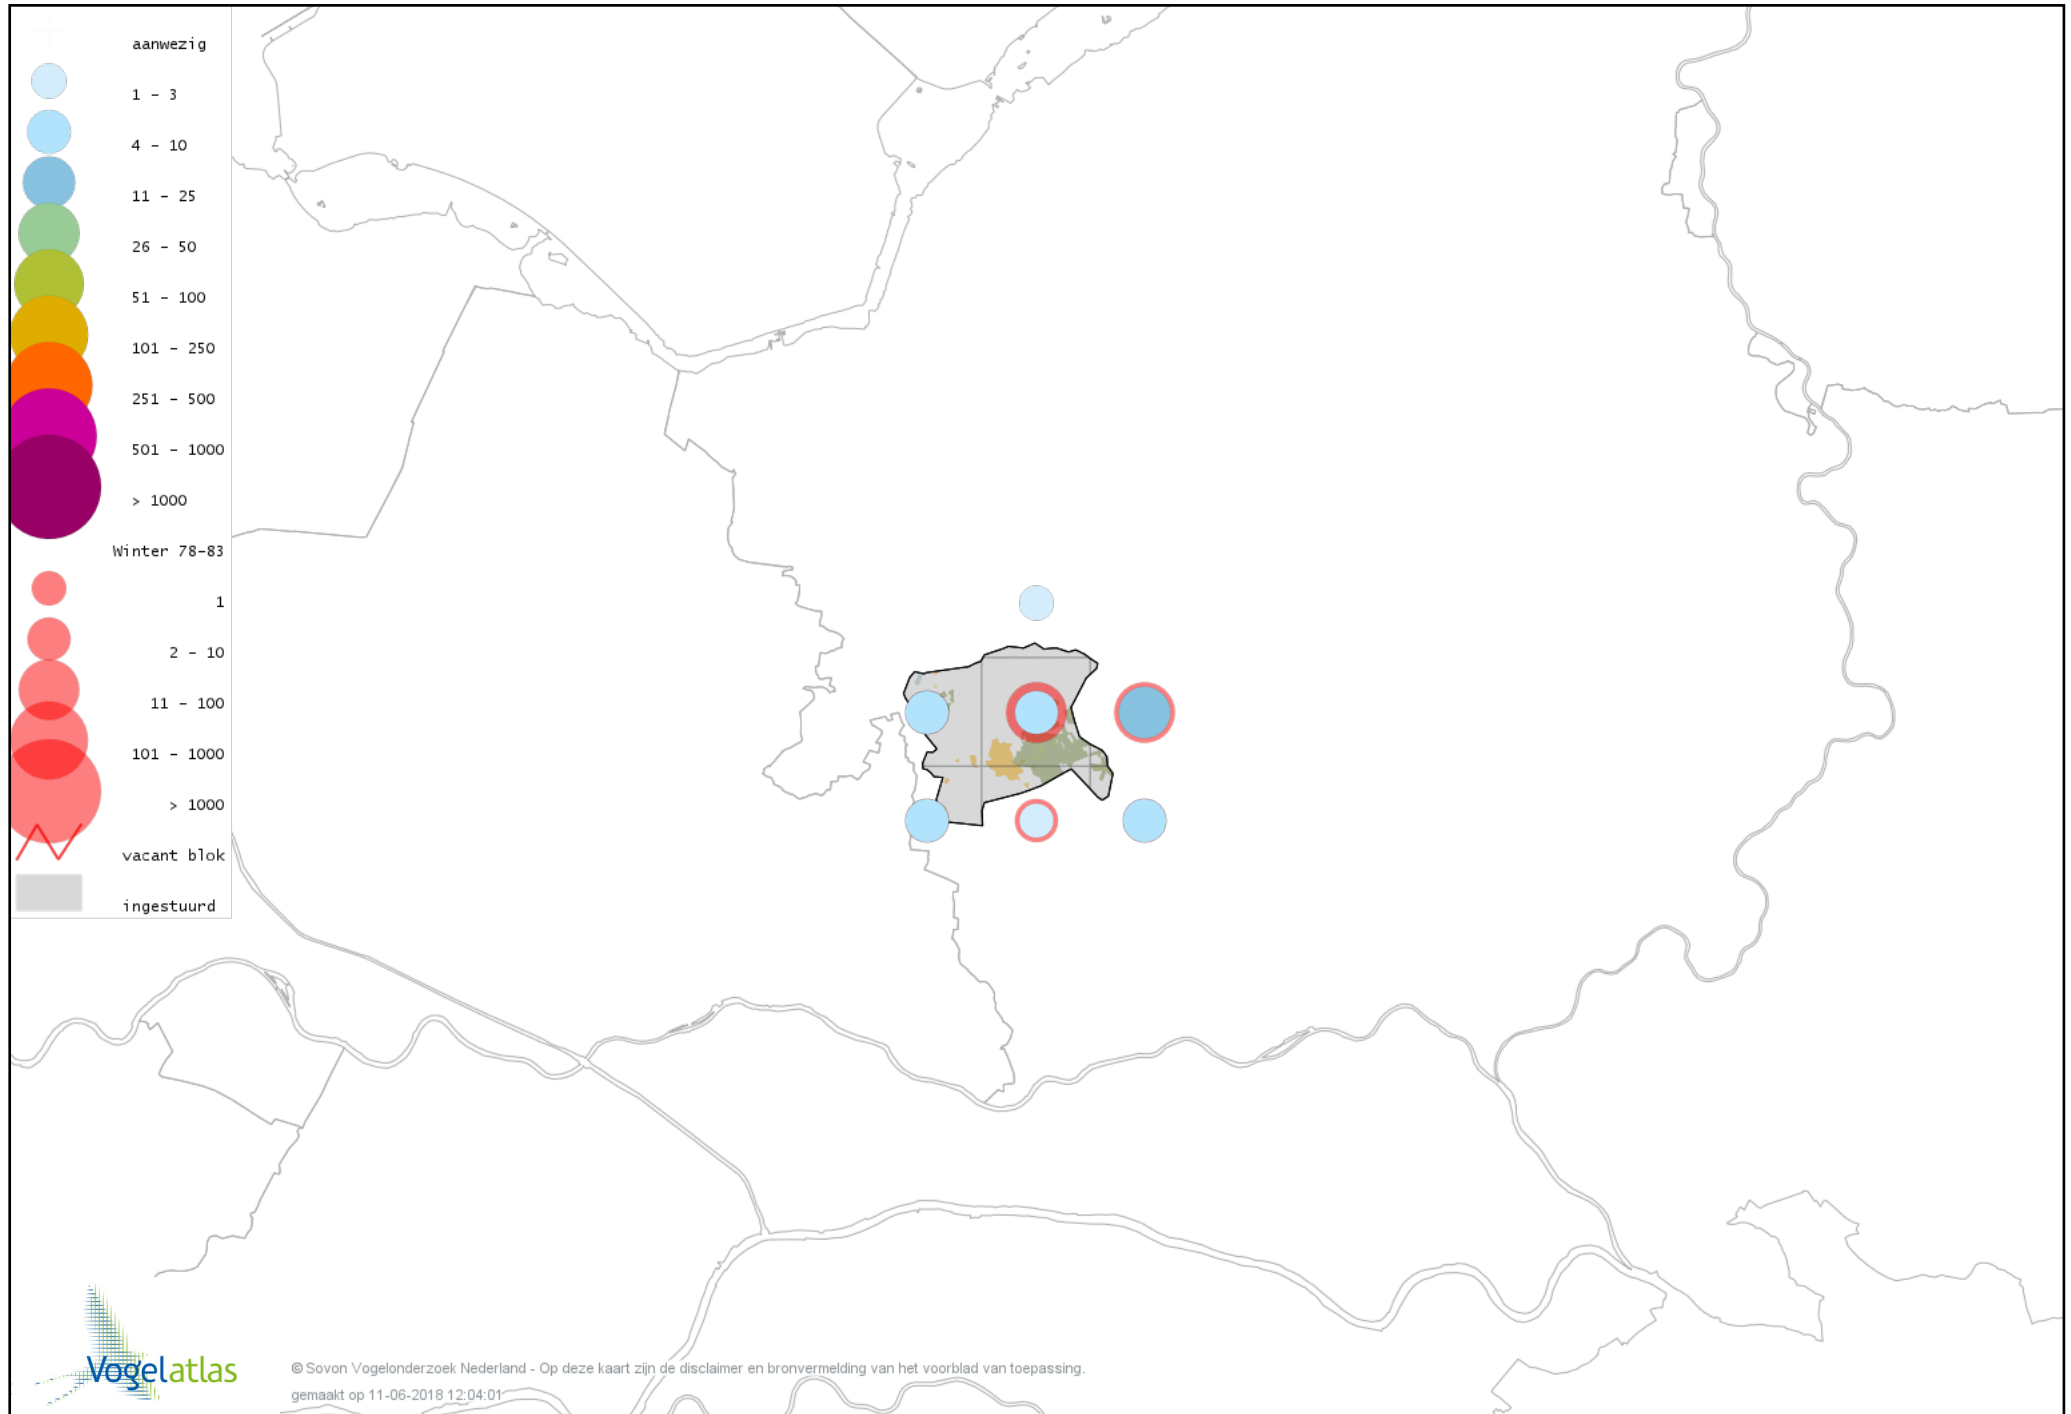 aanwezig
1 - 3
4 - 10
11 - 25
26 - 50
51 - 100
101 - 250
251 - 500
501 - 1000
> 1000
Winter 78-83
1
2 - 10
11 - 100
101 - 1000
> 1000
vacant blok
ingestuurd
Vogelatlas
© Sovon Vogelonderzoek Nederland - Op deze kaart zijn de disclaimer en bronvermelding van het voorblad van toepassing.
gemaakt op 11-06-2018 12:04:01